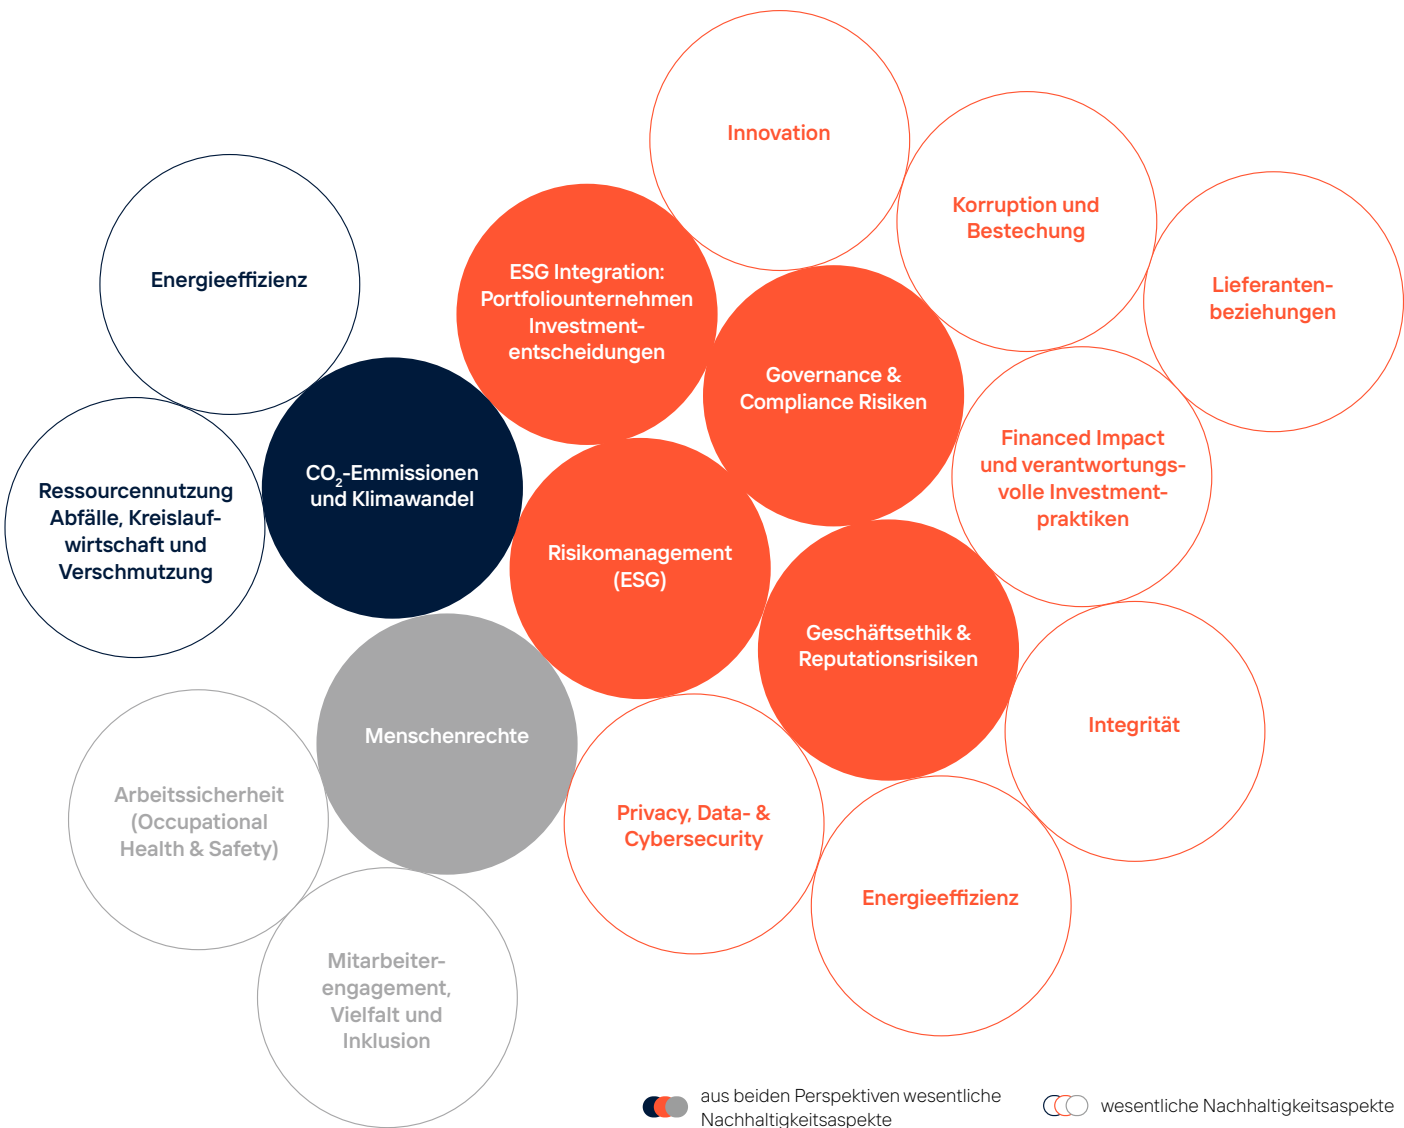 Innovation
Korruption und
Bestechung
Lieferanten-
beziehungen
Energieeffizienz
ESG Integration:
Portfoliounternehmen
Investment-
entscheidungen
Governance &
Compliance Risiken
Financed Impact
und verantwortungs-
volle Investment-
praktiken
CO₂-Emmissionen
und Klimawandel
Ressourcennutzung
Abfälle, Kreislauf-
wirtschaft und
Verschmutzung
Risikomanagement
(ESG)
Geschäftsethik &
Reputationsrisiken
Integrität
Menschenrechte
Arbeitssicherheit
(Occupational
Health & Safety)
Privacy, Data- &
Cybersecurity
Energieeffizienz
Mitarbeiter-
engagement,
Vielfalt und
Inklusion
aus beiden Perspektiven wesentliche
Nachhaltigkeitsaspekte
wesentliche Nachhaltigkeitsaspekte